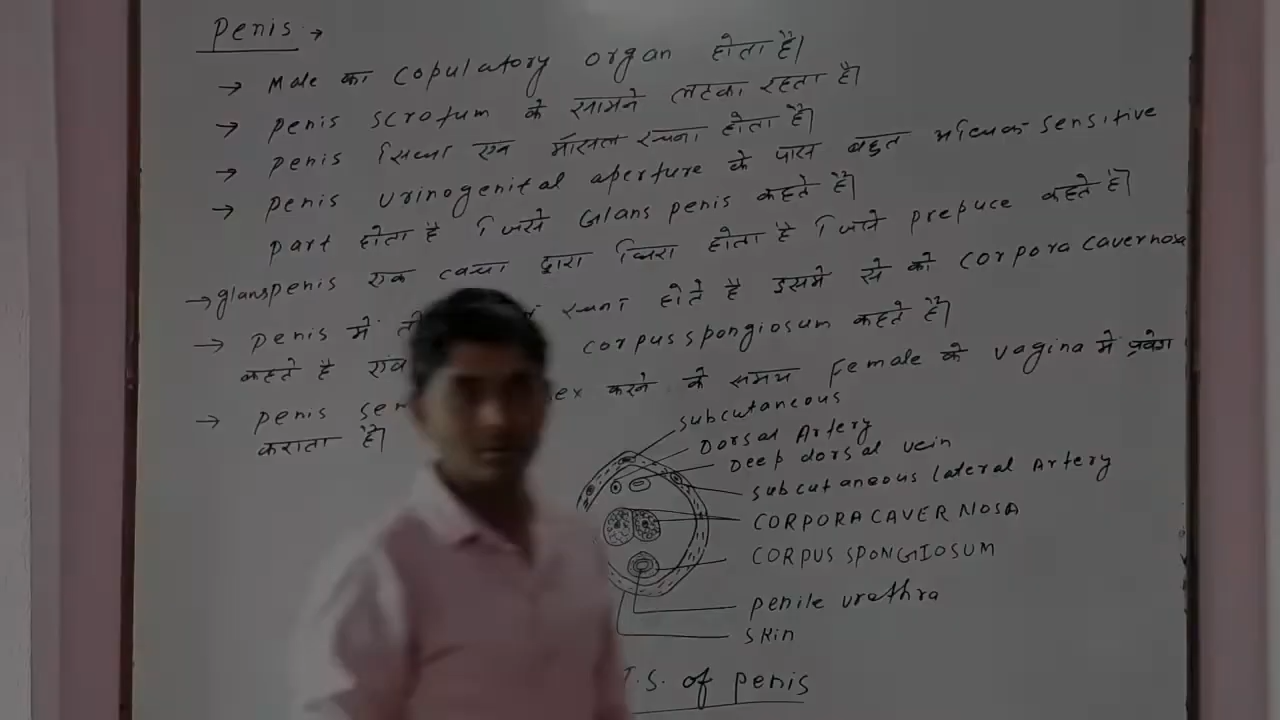 Penis →
→ Male का copulatory organ होता है।
→ Penis scrotum के सामने लटका रहता है।
→ Penis एक माँसल रचना होता है।
→ Penis urinogenital aperture के पास बहुत अधिक sensitive
part होता है जिसे Glans penis कहते है।
→ glanspenis एक द्वारा घिरा होता है जिसे prepuce कहते है।
→ Penis में रचना होते है इसमे से को corpora cavernosa
कहते है एवं corpus spongiosum कहते है।
→ Penis करने के समय Female के vagina में प्रवेश
कराता है।
subcutaneous
Dorsal Artery
Deep dorsal vein
subcutaneous lateral Artery
CORPORA CAVERNOSA
CORPUS SPONGIOSUM
penile urethra
skin
T.S. of penis